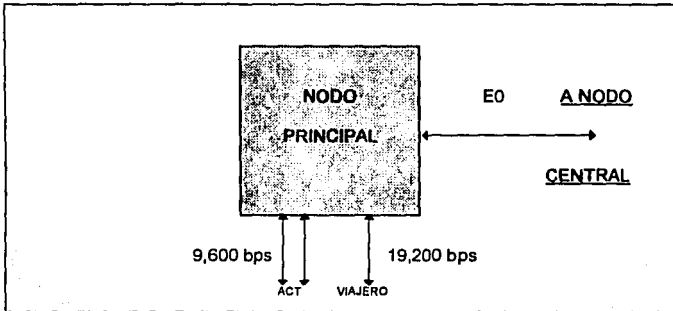 NODO
PRINCIPAL
E0 A NODO
CENTRAL
9,600 bps 19,200 bps
ACT VIAJERO